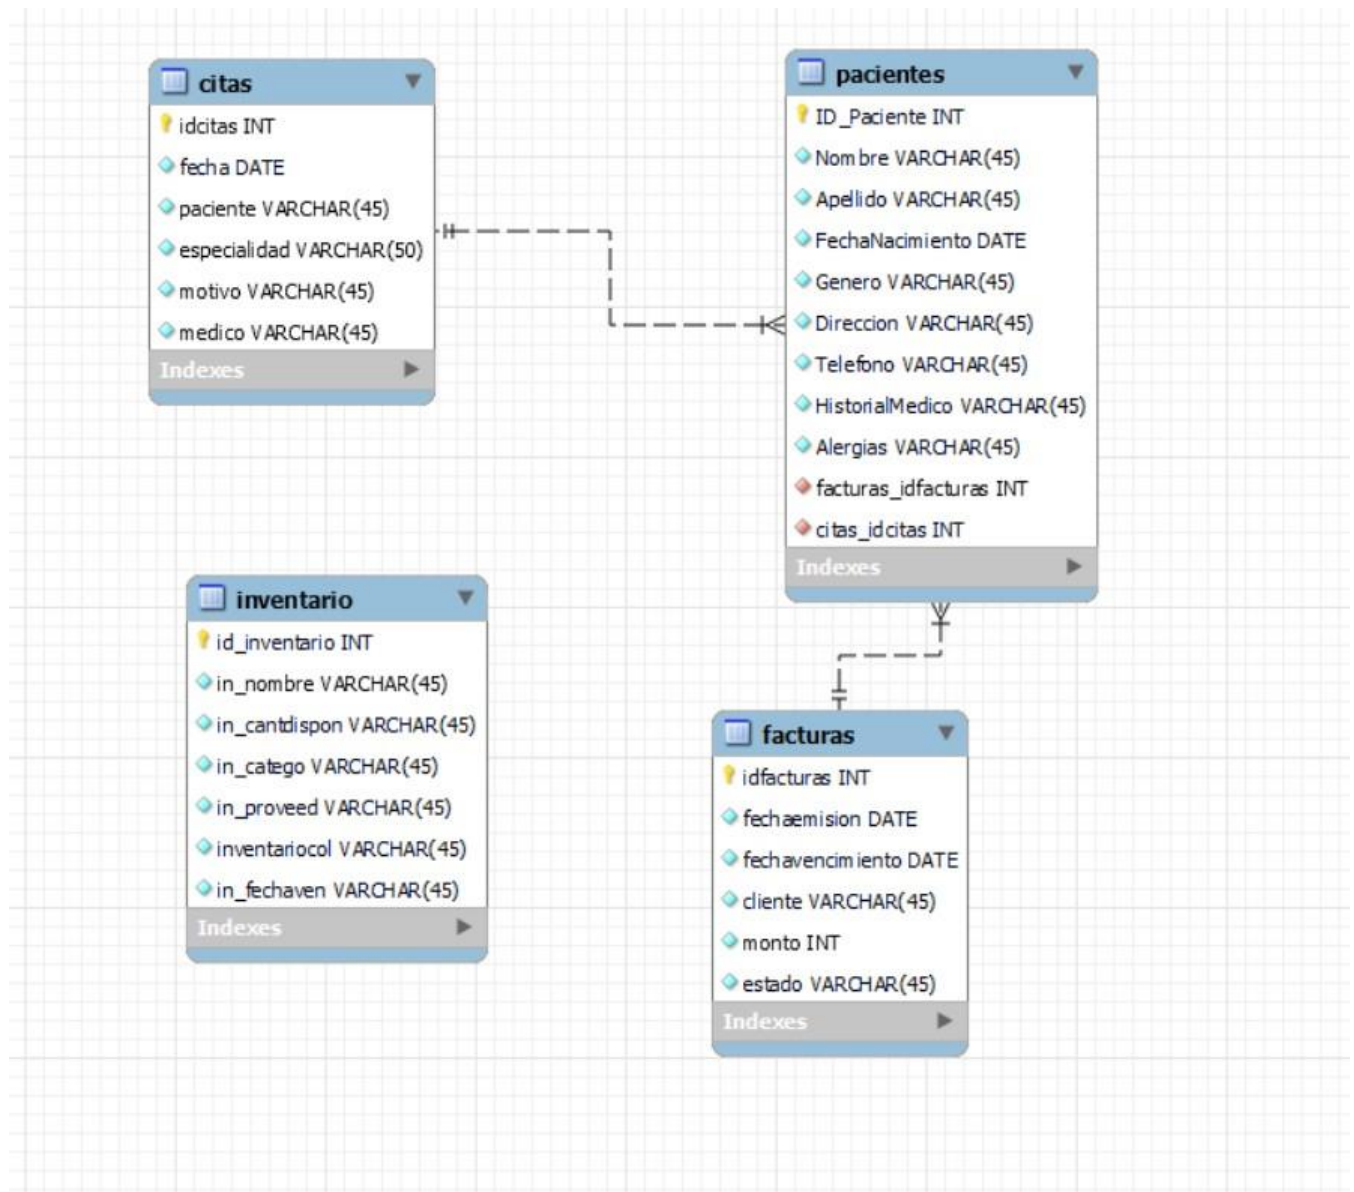 citas
idcitas INT
fecha DATE
paciente VARCHAR(45)
especialidad VARCHAR(50)
motivo VARCHAR(45)
medico VARCHAR(45)
Indexes
pacientes
ID_Paciente INT
Nombre VARCHAR(45)
Apellido VARCHAR(45)
FechaNacimiento DATE
Genero VARCHAR(45)
Direccion VARCHAR(45)
Telefono VARCHAR(45)
HistorialMedico VARCHAR(45)
Alergias VARCHAR(45)
facturas_idfacturas INT
citas_idcitas INT
Indexes
inventario
id_inventario INT
in_nombre VARCHAR(45)
in_cantdispon VARCHAR(45)
in_catego VARCHAR(45)
in_proveed VARCHAR(45)
inventariocol VARCHAR(45)
in_fechaven VARCHAR(45)
Indexes
facturas
idfacturas INT
fechaemision DATE
fechavencimiento DATE
cliente VARCHAR(45)
monto INT
estado VARCHAR(45)
Indexes